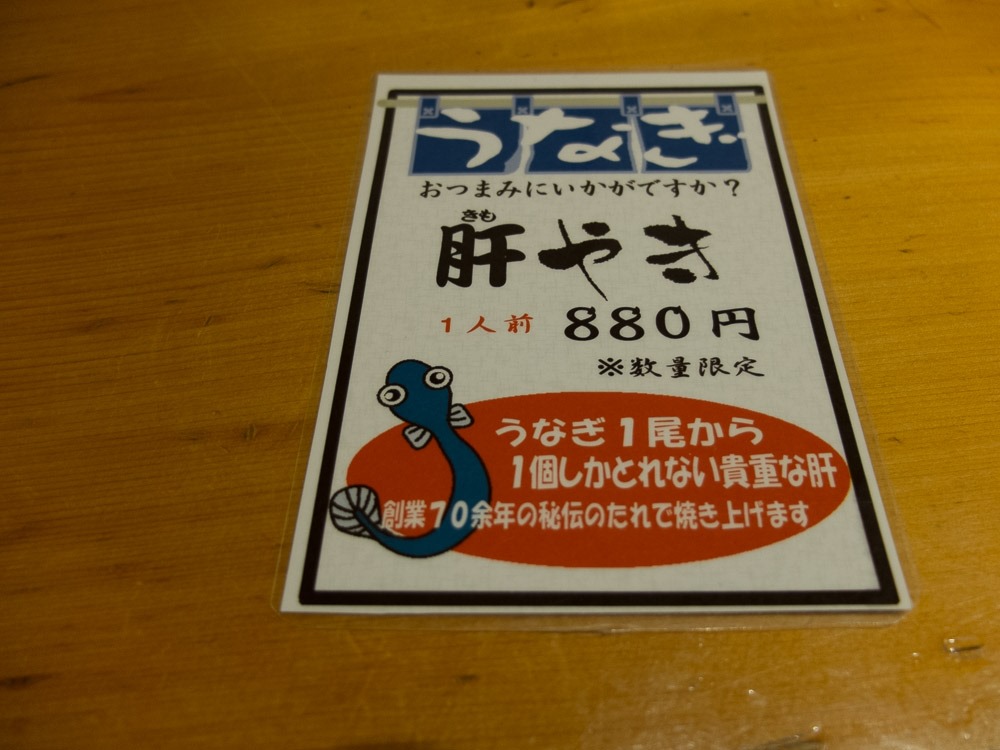 うなぎ
おつまみにいかがですか？
きも
肝やき
1人前 880円
※数量限定
うなぎ1尾から
1個しかとれない貴重な肝
創業70余年の秘伝のたれで焼き上げます